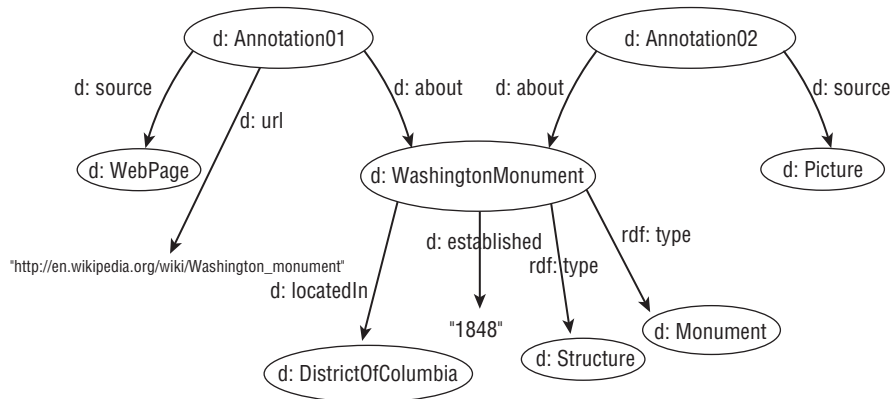 d: Annotation01
d: Annotation02
d: source
d: about
d: about
d: source
d: url
d: WebPage
d: WashingtonMonument
d: Picture
d: established
rdf: type
"http://en.wikipedia.org/wiki/Washington_monument"
rdf: type
d: locatedIn
"1848"
d: Monument
d: Structure
d: DistrictOfColumbia